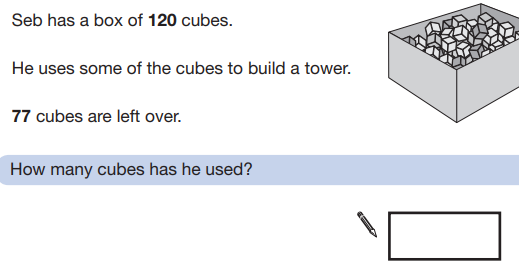 Seb has a box of 120 cubes.
He uses some of the cubes to build a tower.
77 cubes are left over.
How many cubes has he used?